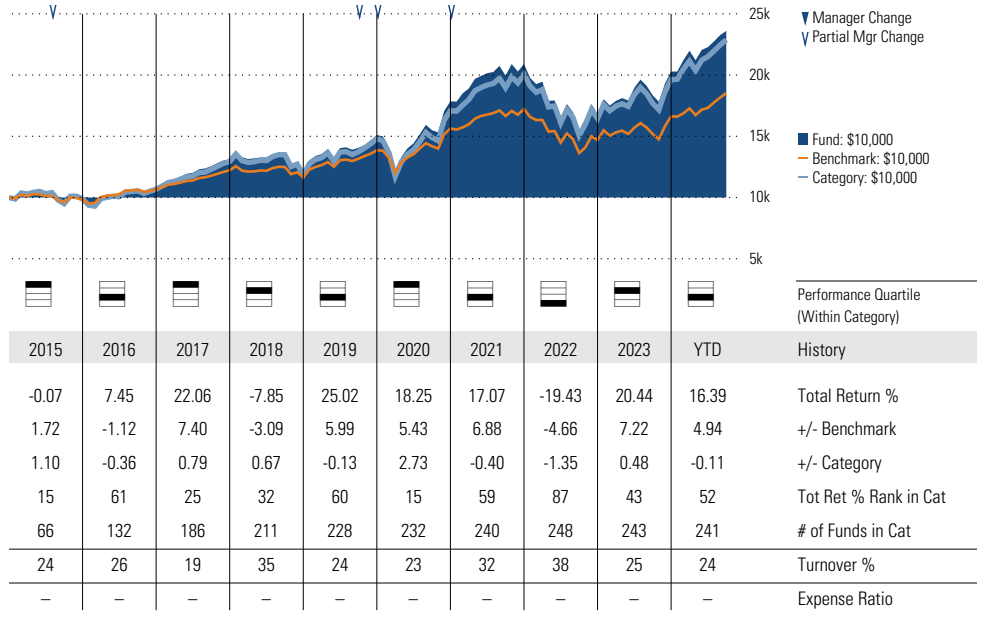 25k
20k
15k
10k
5k
Manager Change
Partial Mgr Change
Fund: $10,000
Benchmark: $10,000
Category: $10,000
Performance Quartile
(Within Category)
2015 2016 2017 2018 2019 2020 2021 2022 2023 YTD History
-0.07 7.45 22.06 -7.85 25.02 18.25 17.07 -19.43 20.44 16.39 Total Return %
1.72 -1.12 7.40 -3.09 5.99 5.43 6.88 -4.66 7.22 4.94 +/- Benchmark
1.10 -0.36 0.79 0.67 -0.13 2.73 -0.40 -1.35 0.48 -0.11 +/- Category
15 61 25 32 60 15 59 87 43 52 Tot Ret % Rank in Cat
66 132 186 211 228 232 240 248 243 241 # of Funds in Cat
24 26 19 35 24 23 32 38 25 24 Turnover %
– – – – – – – – – – Expense Ratio